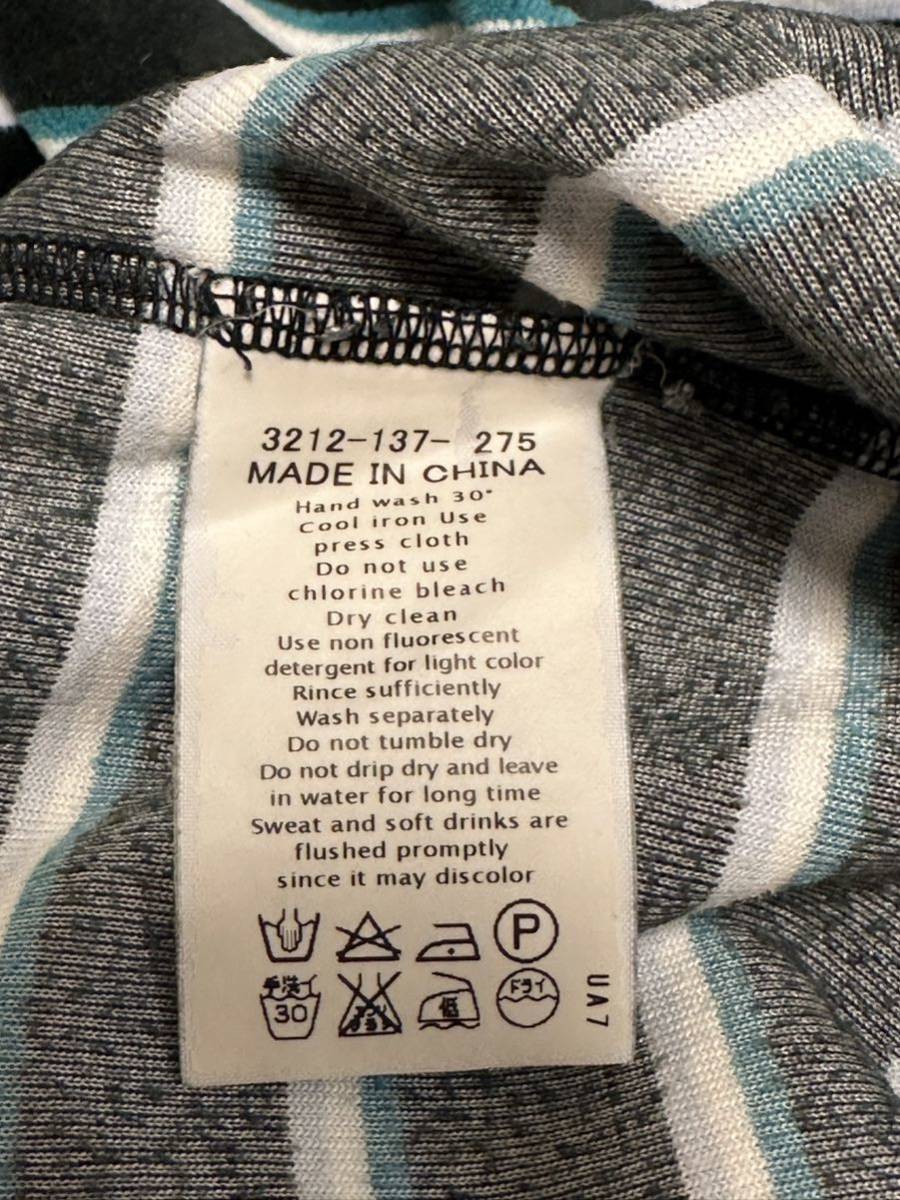 3212-137- 275
MADE IN CHINA
Hand wash 30°
Cool iron Use
press cloth
Do not use
chlorine bleach
Dry clean
Use non fluorescent
detergent for light color
Rince sufficiently
Wash separately
Do not tumble dry
Do not drip dry and leave
in water for long time
Sweat and soft drinks are
flushed promptly
since it may discolor
P
手洗イ 低 ドライ
30
UA7